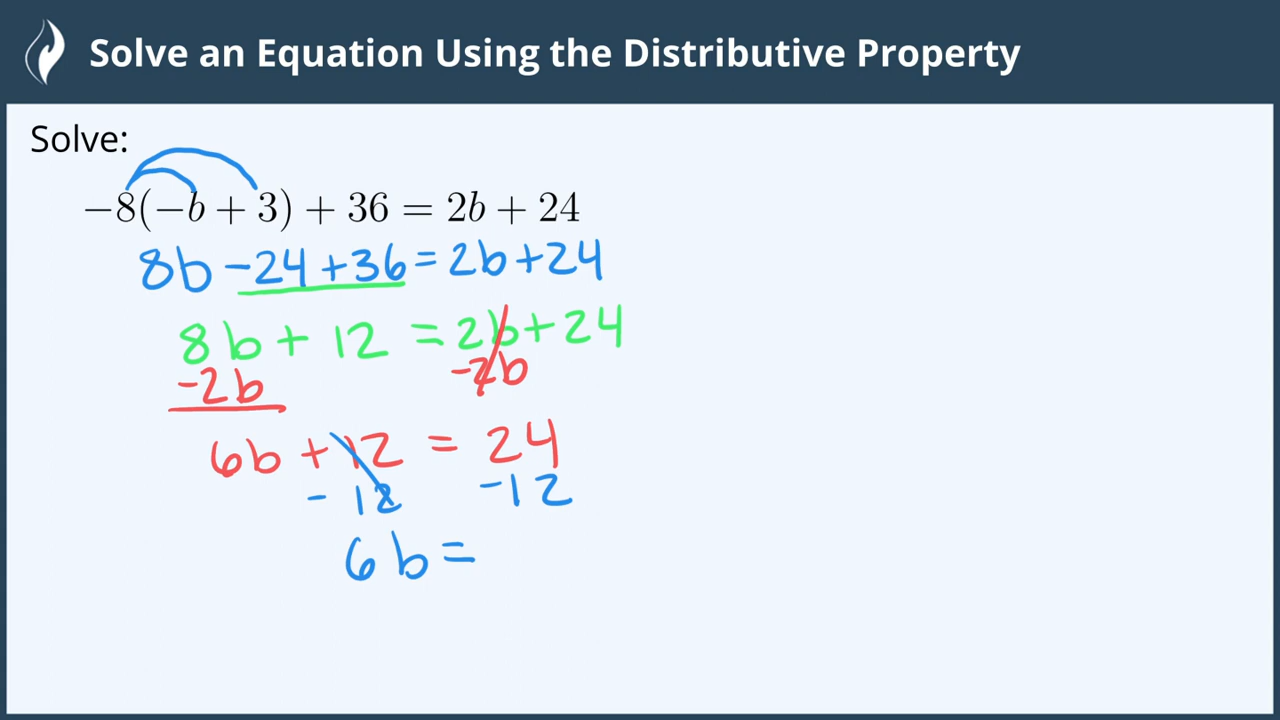 Solve an Equation Using the Distributive Property
Solve:
−8(−b + 3) + 36 = 2b + 24
8b −24 +36 = 2b +24
8b + 12 = 2b + 24
−2b −2b
6b + 12 = 24
− 12 −12
6b =